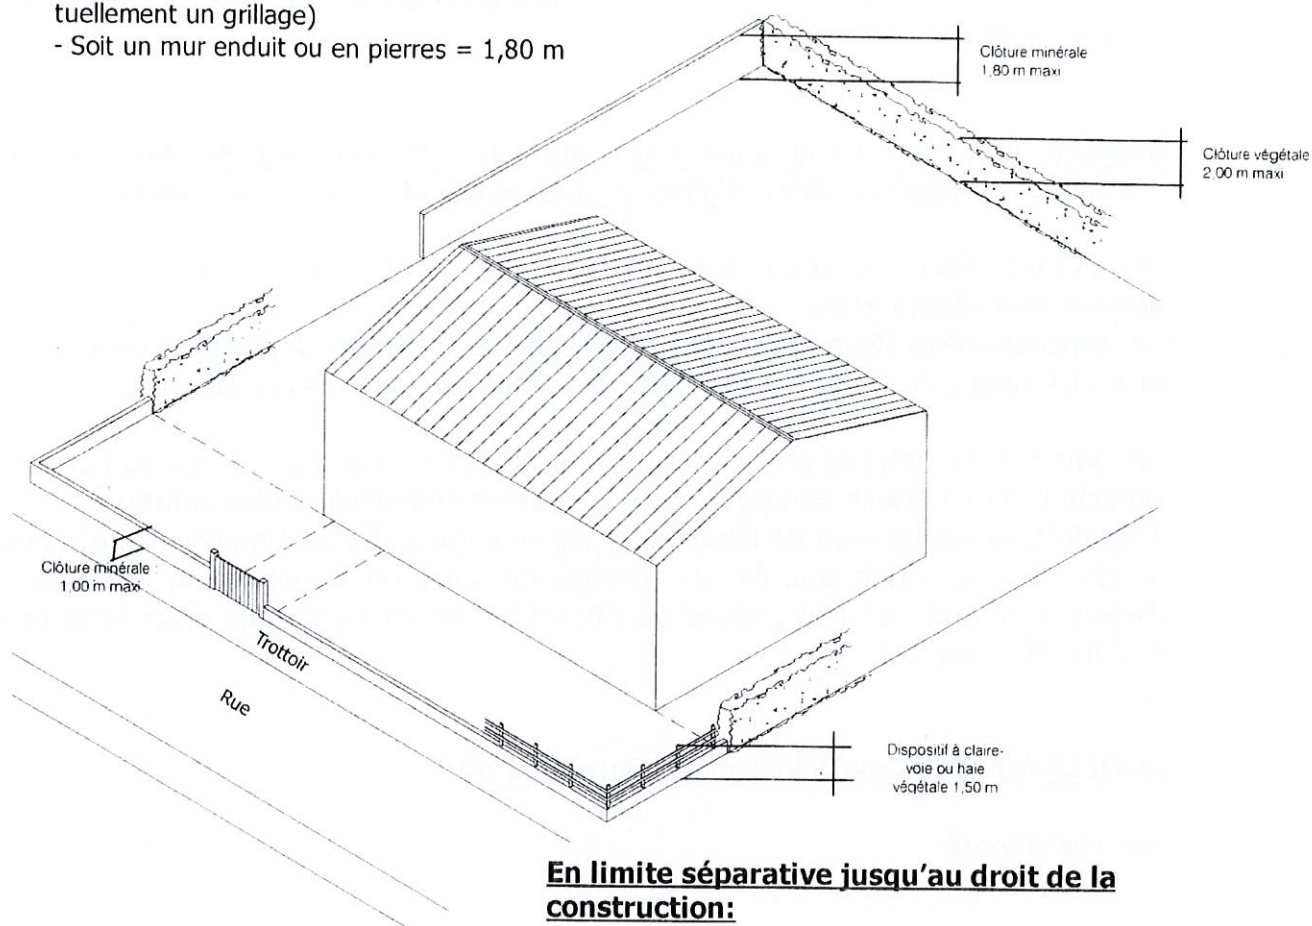 tuellement un grillage)
- Soit un mur enduit ou en pierres = 1,80 m
Clôture minérale
1,80 m maxi
Clôture végétale
2,00 m maxi
Clôture minérale :
1,00 m maxi
Trottoir
Rue
Dispositif à claire-
voie ou haie
végétale 1,50 m
En limite séparative jusqu'au droit de la
construction: